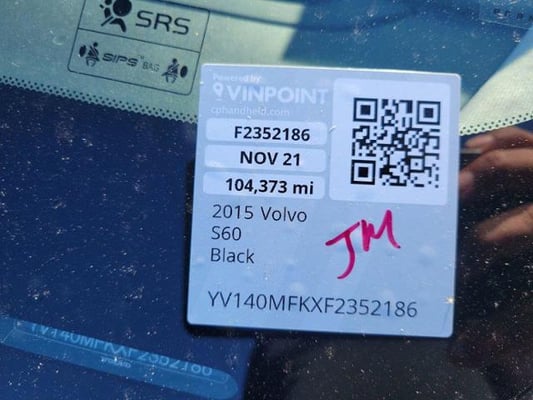 SRS
SIPS BAG
Powered by:
VINPOINT
cphandheld.com
F2352186
NOV 21
104,373 mi
2015 Volvo
S60
Black
JM
YV140MFKXF2352186
YV140MFKXF2352186